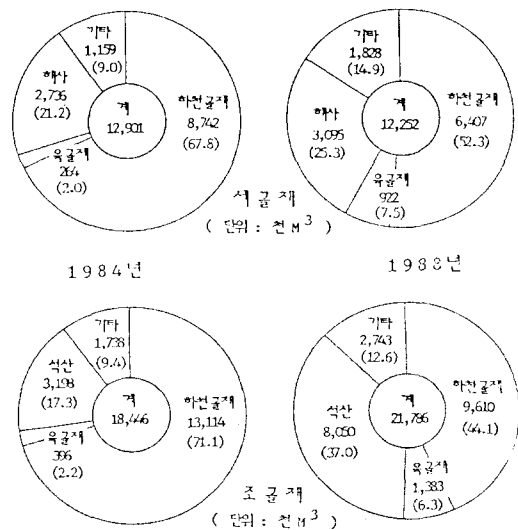 기타
1,159
(9.0)
해사
2,736
(21.2)
계
12,901
하천골재
8,742
(67.8)
육골재
264
(2.0)
기타
1,828
(14.9)
해사
3,095
(25.3)
계
12,252
하천골재
6,407
(52.3)
육골재
922
(7.5)
세골재
( 단위 : 천 M³ )
1984년
1988년
기타
1,738
(9.4)
석산
3,198
(17.3)
계
18,446
하천골재
13,114
(71.1)
육골재
396
(2.2)
기타
2,743
(12.6)
석산
8,050
(37.0)
계
21,786
하천골재
9,610
(44.1)
육골재
1,383
(6.3)
조골재
( 단위 : 천 M³ )